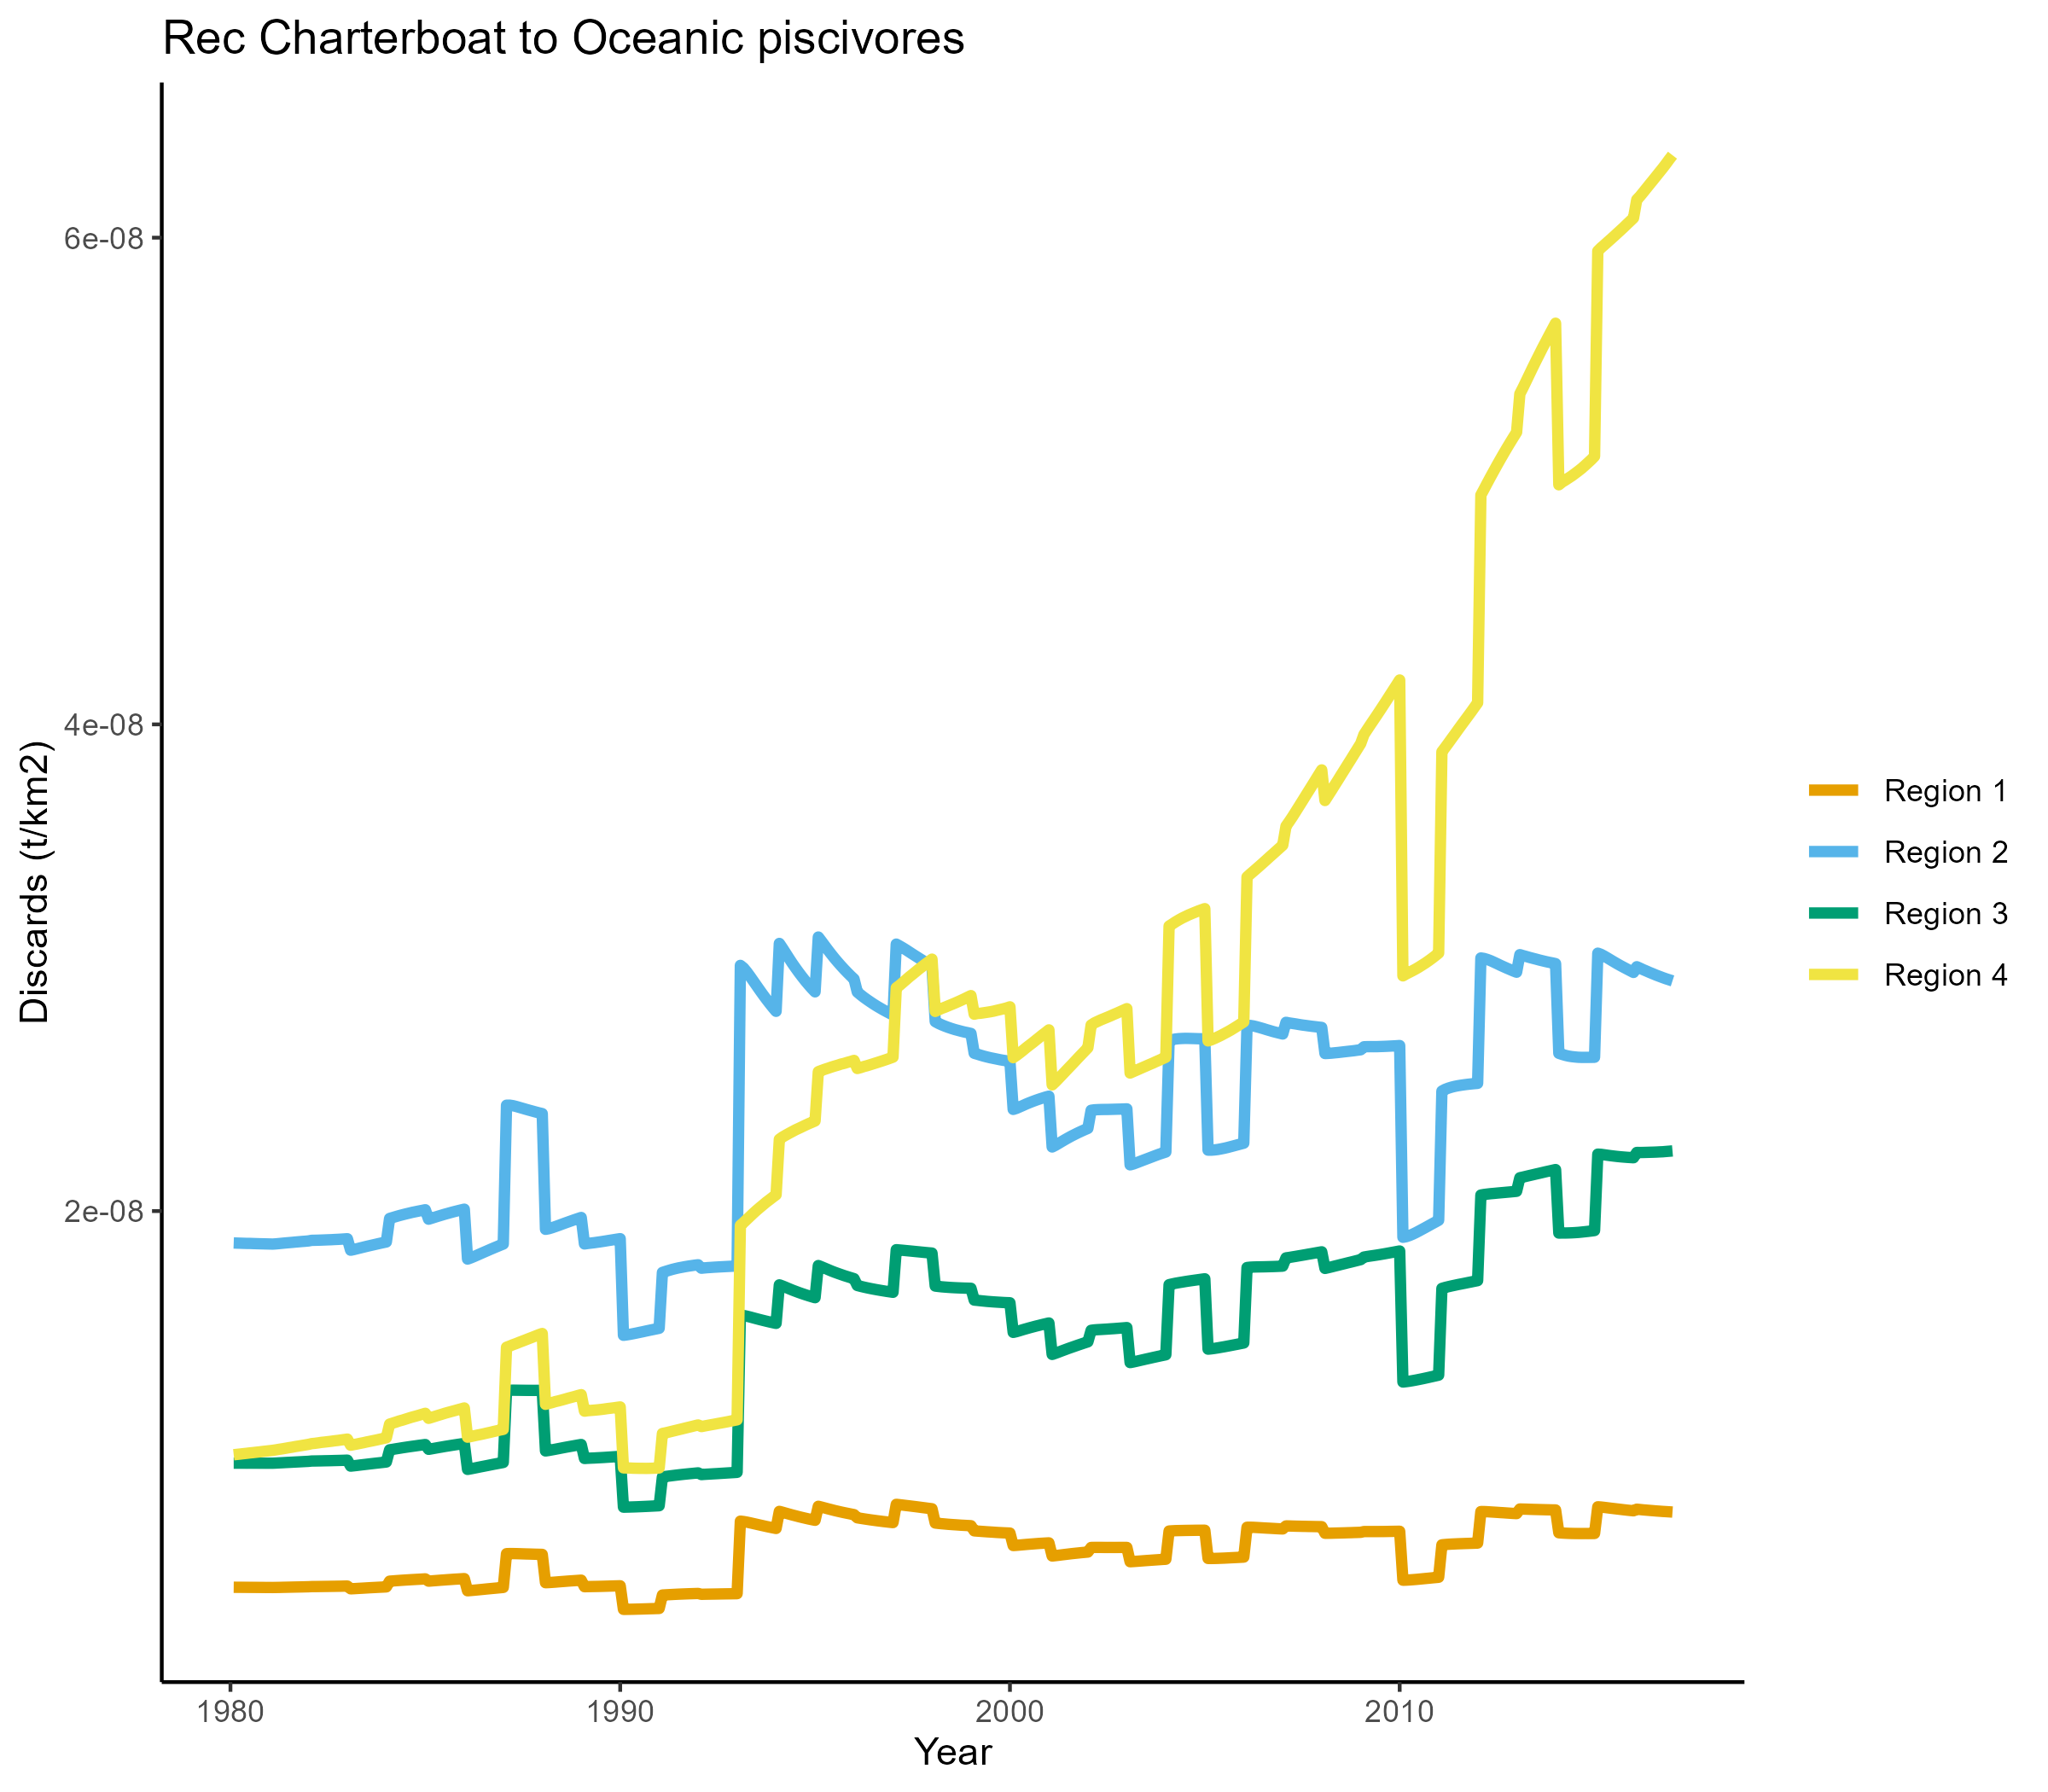 Rec Charterboat to Oceanic piscivores
Discards (t/km2)
6e-08
4e-08
2e-08
1980
1990
2000
2010
Year
Region 1
Region 2
Region 3
Region 4